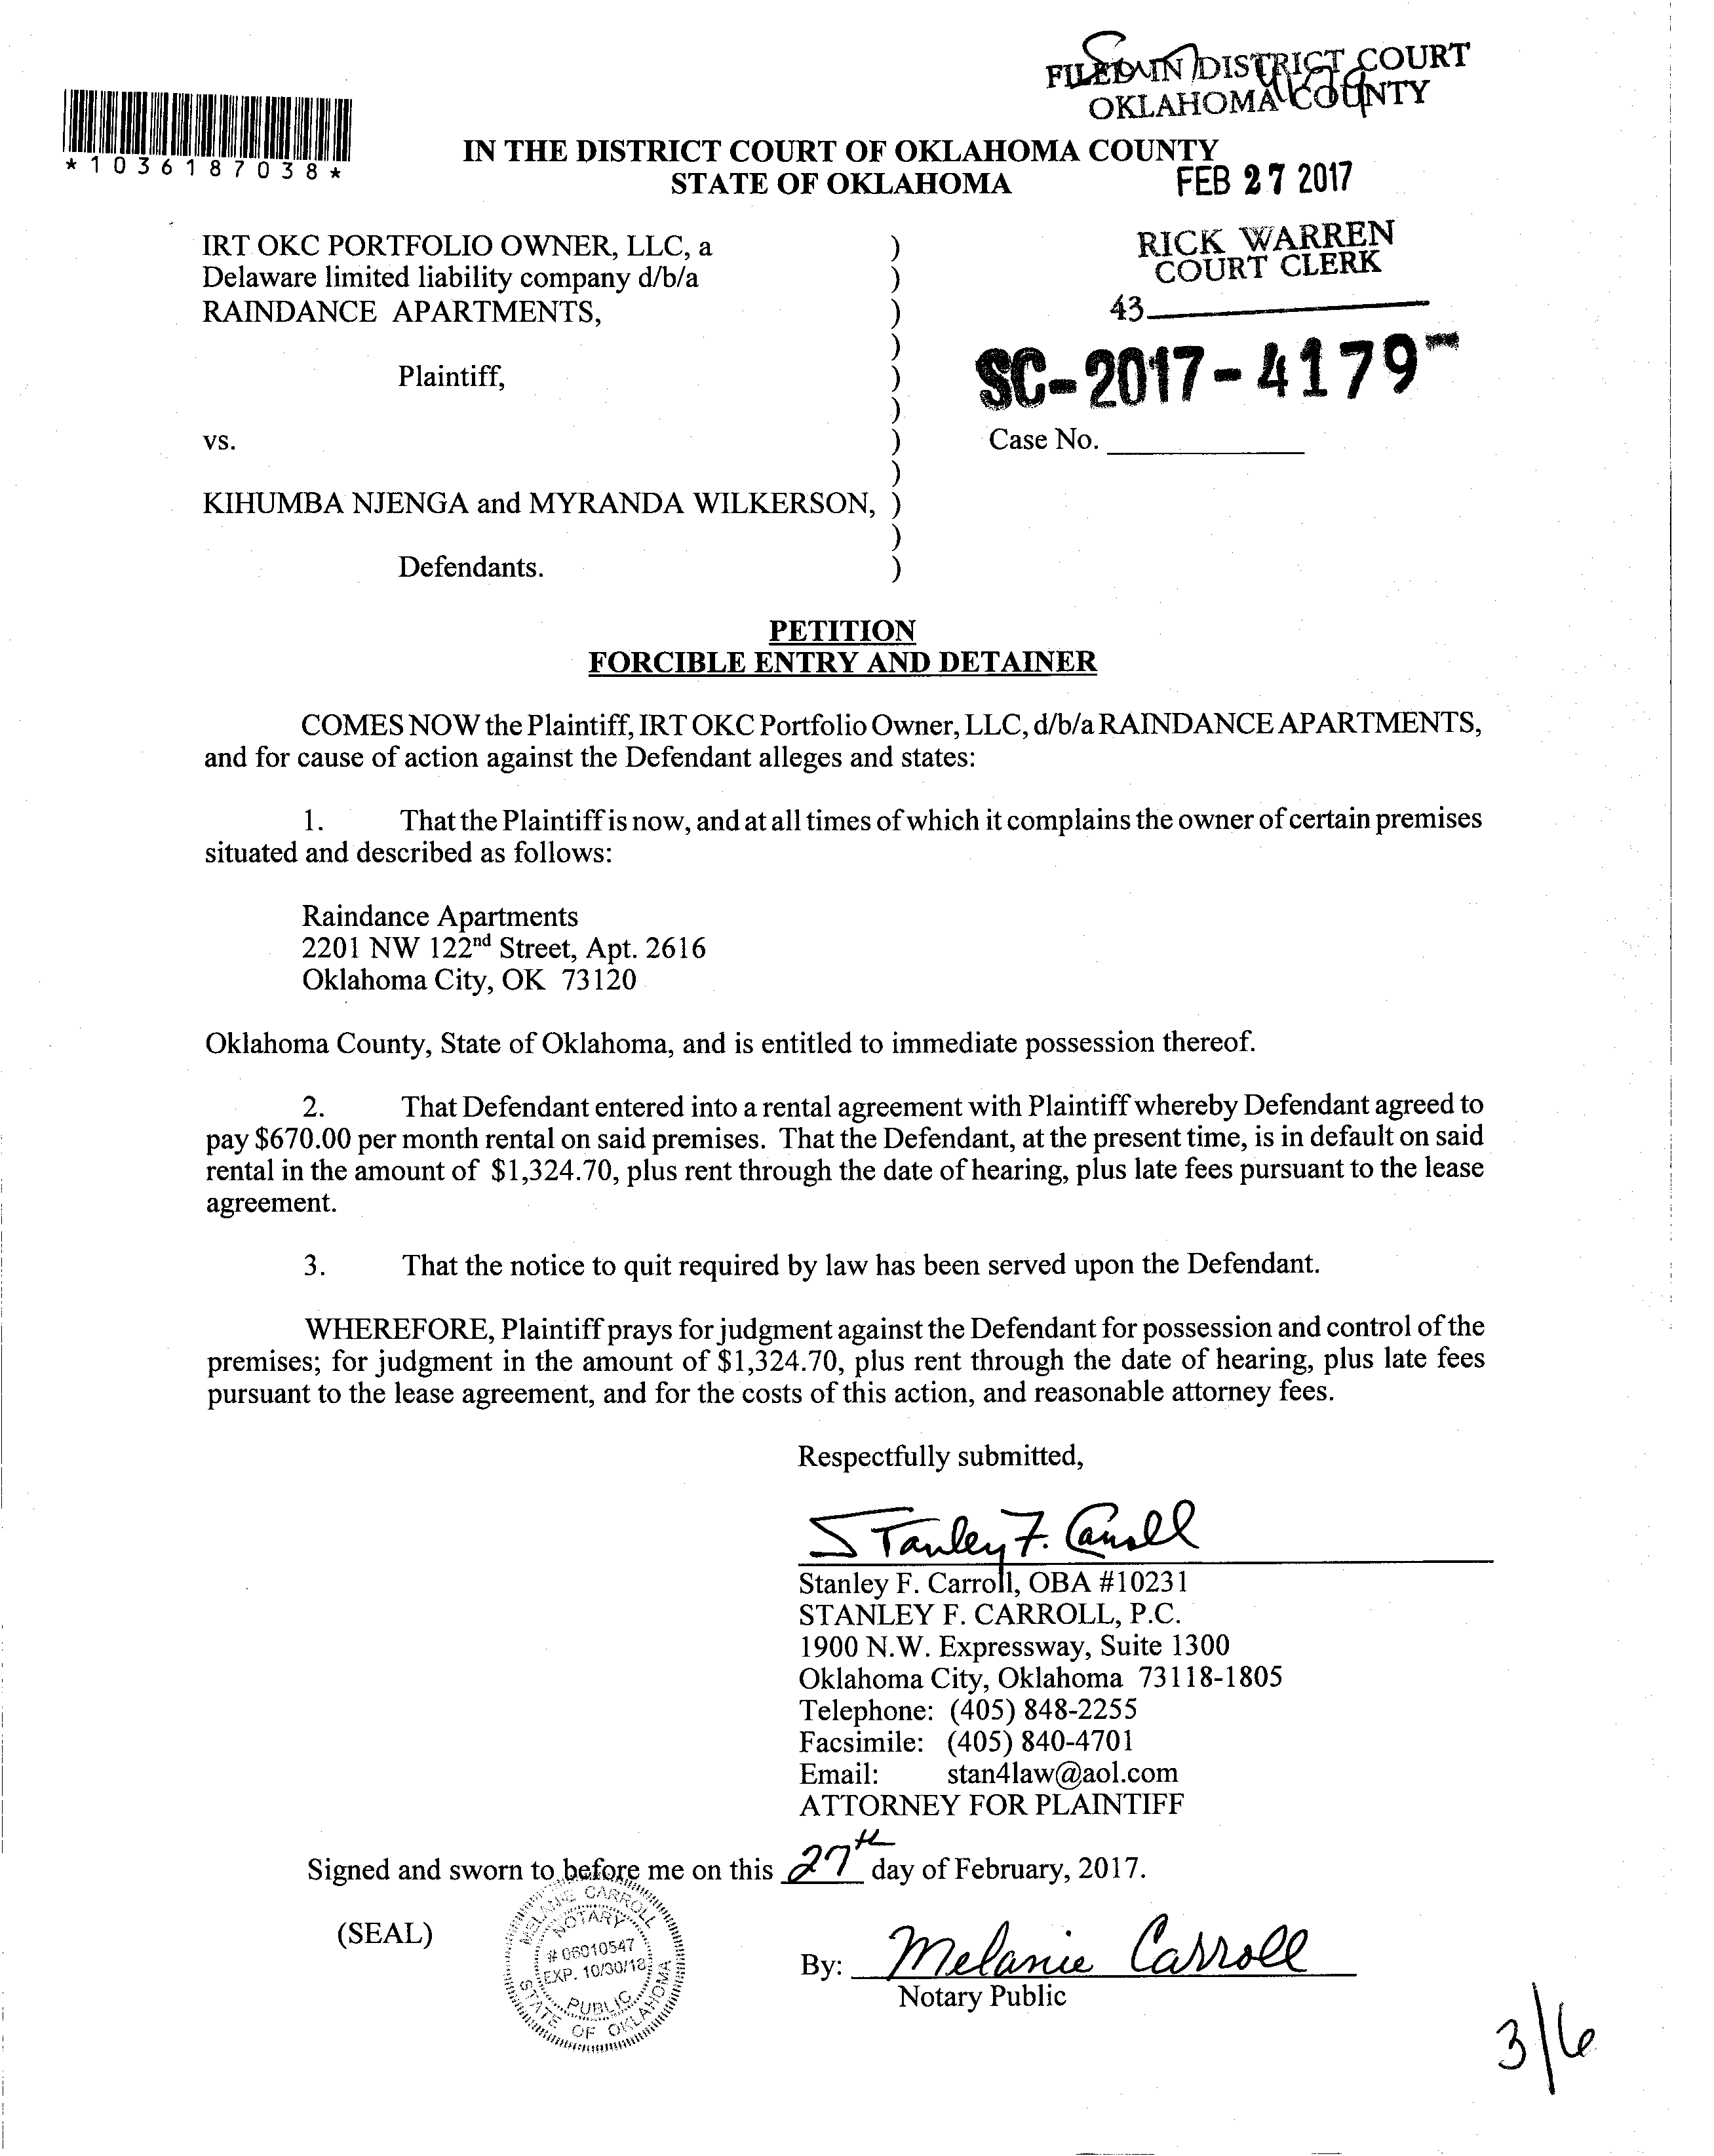 FILED IN DISTRICT COURT
OKLAHOMA COUNTY
*1036187038*
IN THE DISTRICT COURT OF OKLAHOMA COUNTY
STATE OF OKLAHOMA
FEB 27 2017
IRT OKC PORTFOLIO OWNER, LLC, a )
Delaware limited liability company d/b/a )
RAINDANCE APARTMENTS, )
)
Plaintiff, )
)
vs. )
)
KIHUMBA NJENGA and MYRANDA WILKERSON, )
)
Defendants. )
RICK WARREN
COURT CLERK
43
SC-2017-4179-
Case No.
PETITION
FORCIBLE ENTRY AND DETAINER
COMES NOW the Plaintiff, IRT OKC Portfolio Owner, LLC, d/b/a RAINDANCE APARTMENTS,
and for cause of action against the Defendant alleges and states:
1. That the Plaintiff is now, and at all times of which it complains the owner of certain premises
situated and described as follows:
Raindance Apartments
2201 NW 122nd Street, Apt. 2616
Oklahoma City, OK 73120
Oklahoma County, State of Oklahoma, and is entitled to immediate possession thereof.
2. That Defendant entered into a rental agreement with Plaintiff whereby Defendant agreed to
pay $670.00 per month rental on said premises. That the Defendant, at the present time, is in default on said
rental in the amount of $1,324.70, plus rent through the date of hearing, plus late fees pursuant to the lease
agreement.
3. That the notice to quit required by law has been served upon the Defendant.
WHEREFORE, Plaintiff prays for judgment against the Defendant for possession and control of the
premises; for judgment in the amount of $1,324.70, plus rent through the date of hearing, plus late fees
pursuant to the lease agreement, and for the costs of this action, and reasonable attorney fees.
Respectfully submitted,
Stanley F. Carroll
Stanley F. Carroll, OBA #10231
STANLEY F. CARROLL, P.C.
1900 N.W. Expressway, Suite 1300
Oklahoma City, Oklahoma 73118-1805
Telephone: (405) 848-2255
Facsimile: (405) 840-4701
Email: stan4law@aol.com
ATTORNEY FOR PLAINTIFF
Signed and sworn to before me on this 27th day of February, 2017.
(SEAL)
MELANIE CARROLL
NOTARY
# 06010547
EXP. 10/30/18
PUBLIC
STATE OF OKLAHOMA
By: Melanie Carroll
Notary Public
3/6